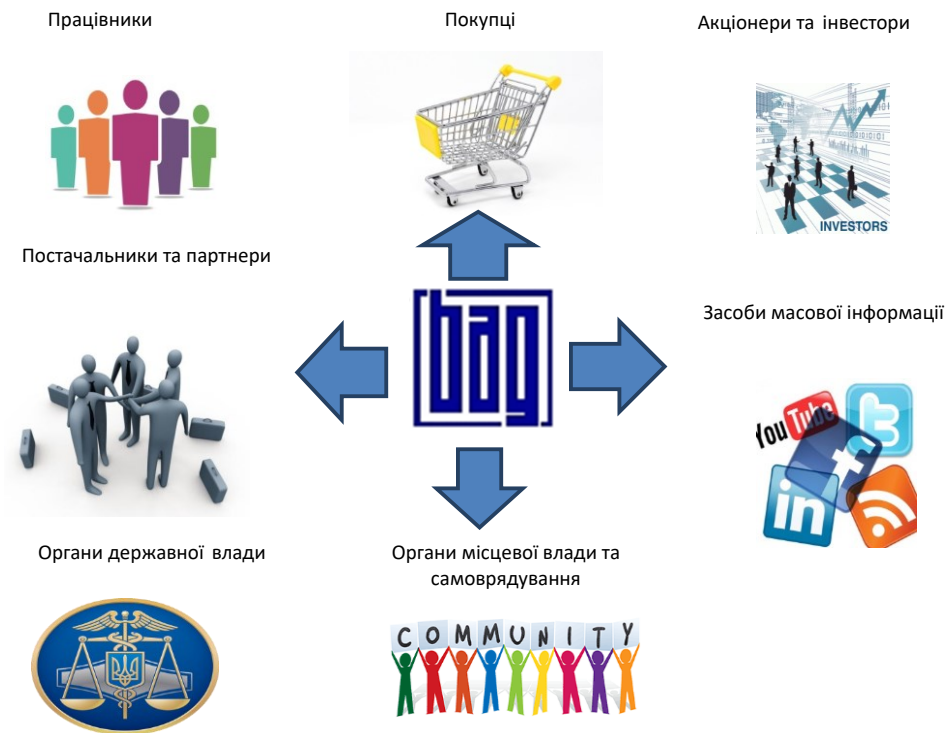 Працівники
Покупці
Акціонери та інвестори
INVESTORS
Постачальники та партнери
bag
Засоби масової інформації
You Tube
t
f
in
Органи державної влади
Органи місцевої влади та
самоврядування
COMMUNITY